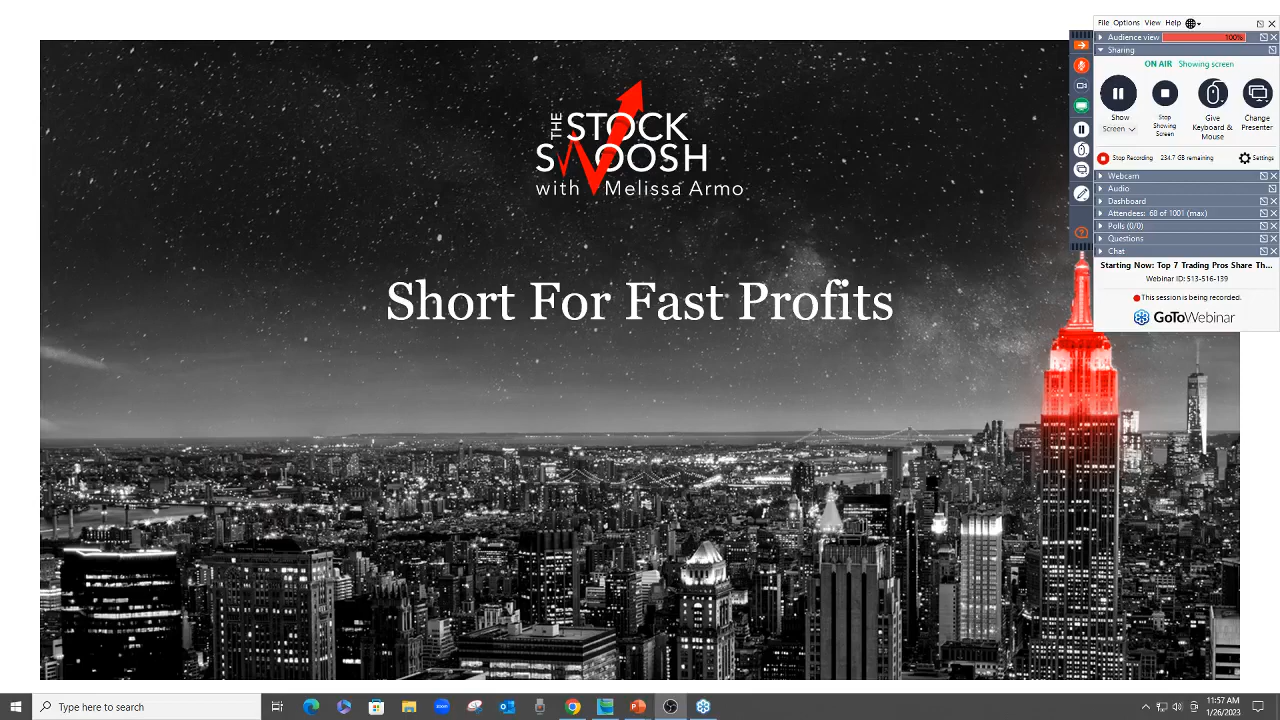 THE STOCK
SWOOSH
with Melissa Armo
Short For Fast Profits
File Options View Help
Audience view 100%
Sharing
ON AIR Showing screen
Show
Screen
Stop
Showing
Screen
Give
Keyboard &
Mouse
Change
Presenter
Stop Recording 234.7 GB remaining Settings
Webcam
Audio
Dashboard
Attendees: 68 of 1001 (max)
Polls (0/0)
Questions
Chat
Starting Now: Top 7 Trading Pros Share Th...
Webinar ID: 513-516-139
This session is being recorded.
GoToWebinar
Type here to search
zoom
11:57 AM
1/26/2023